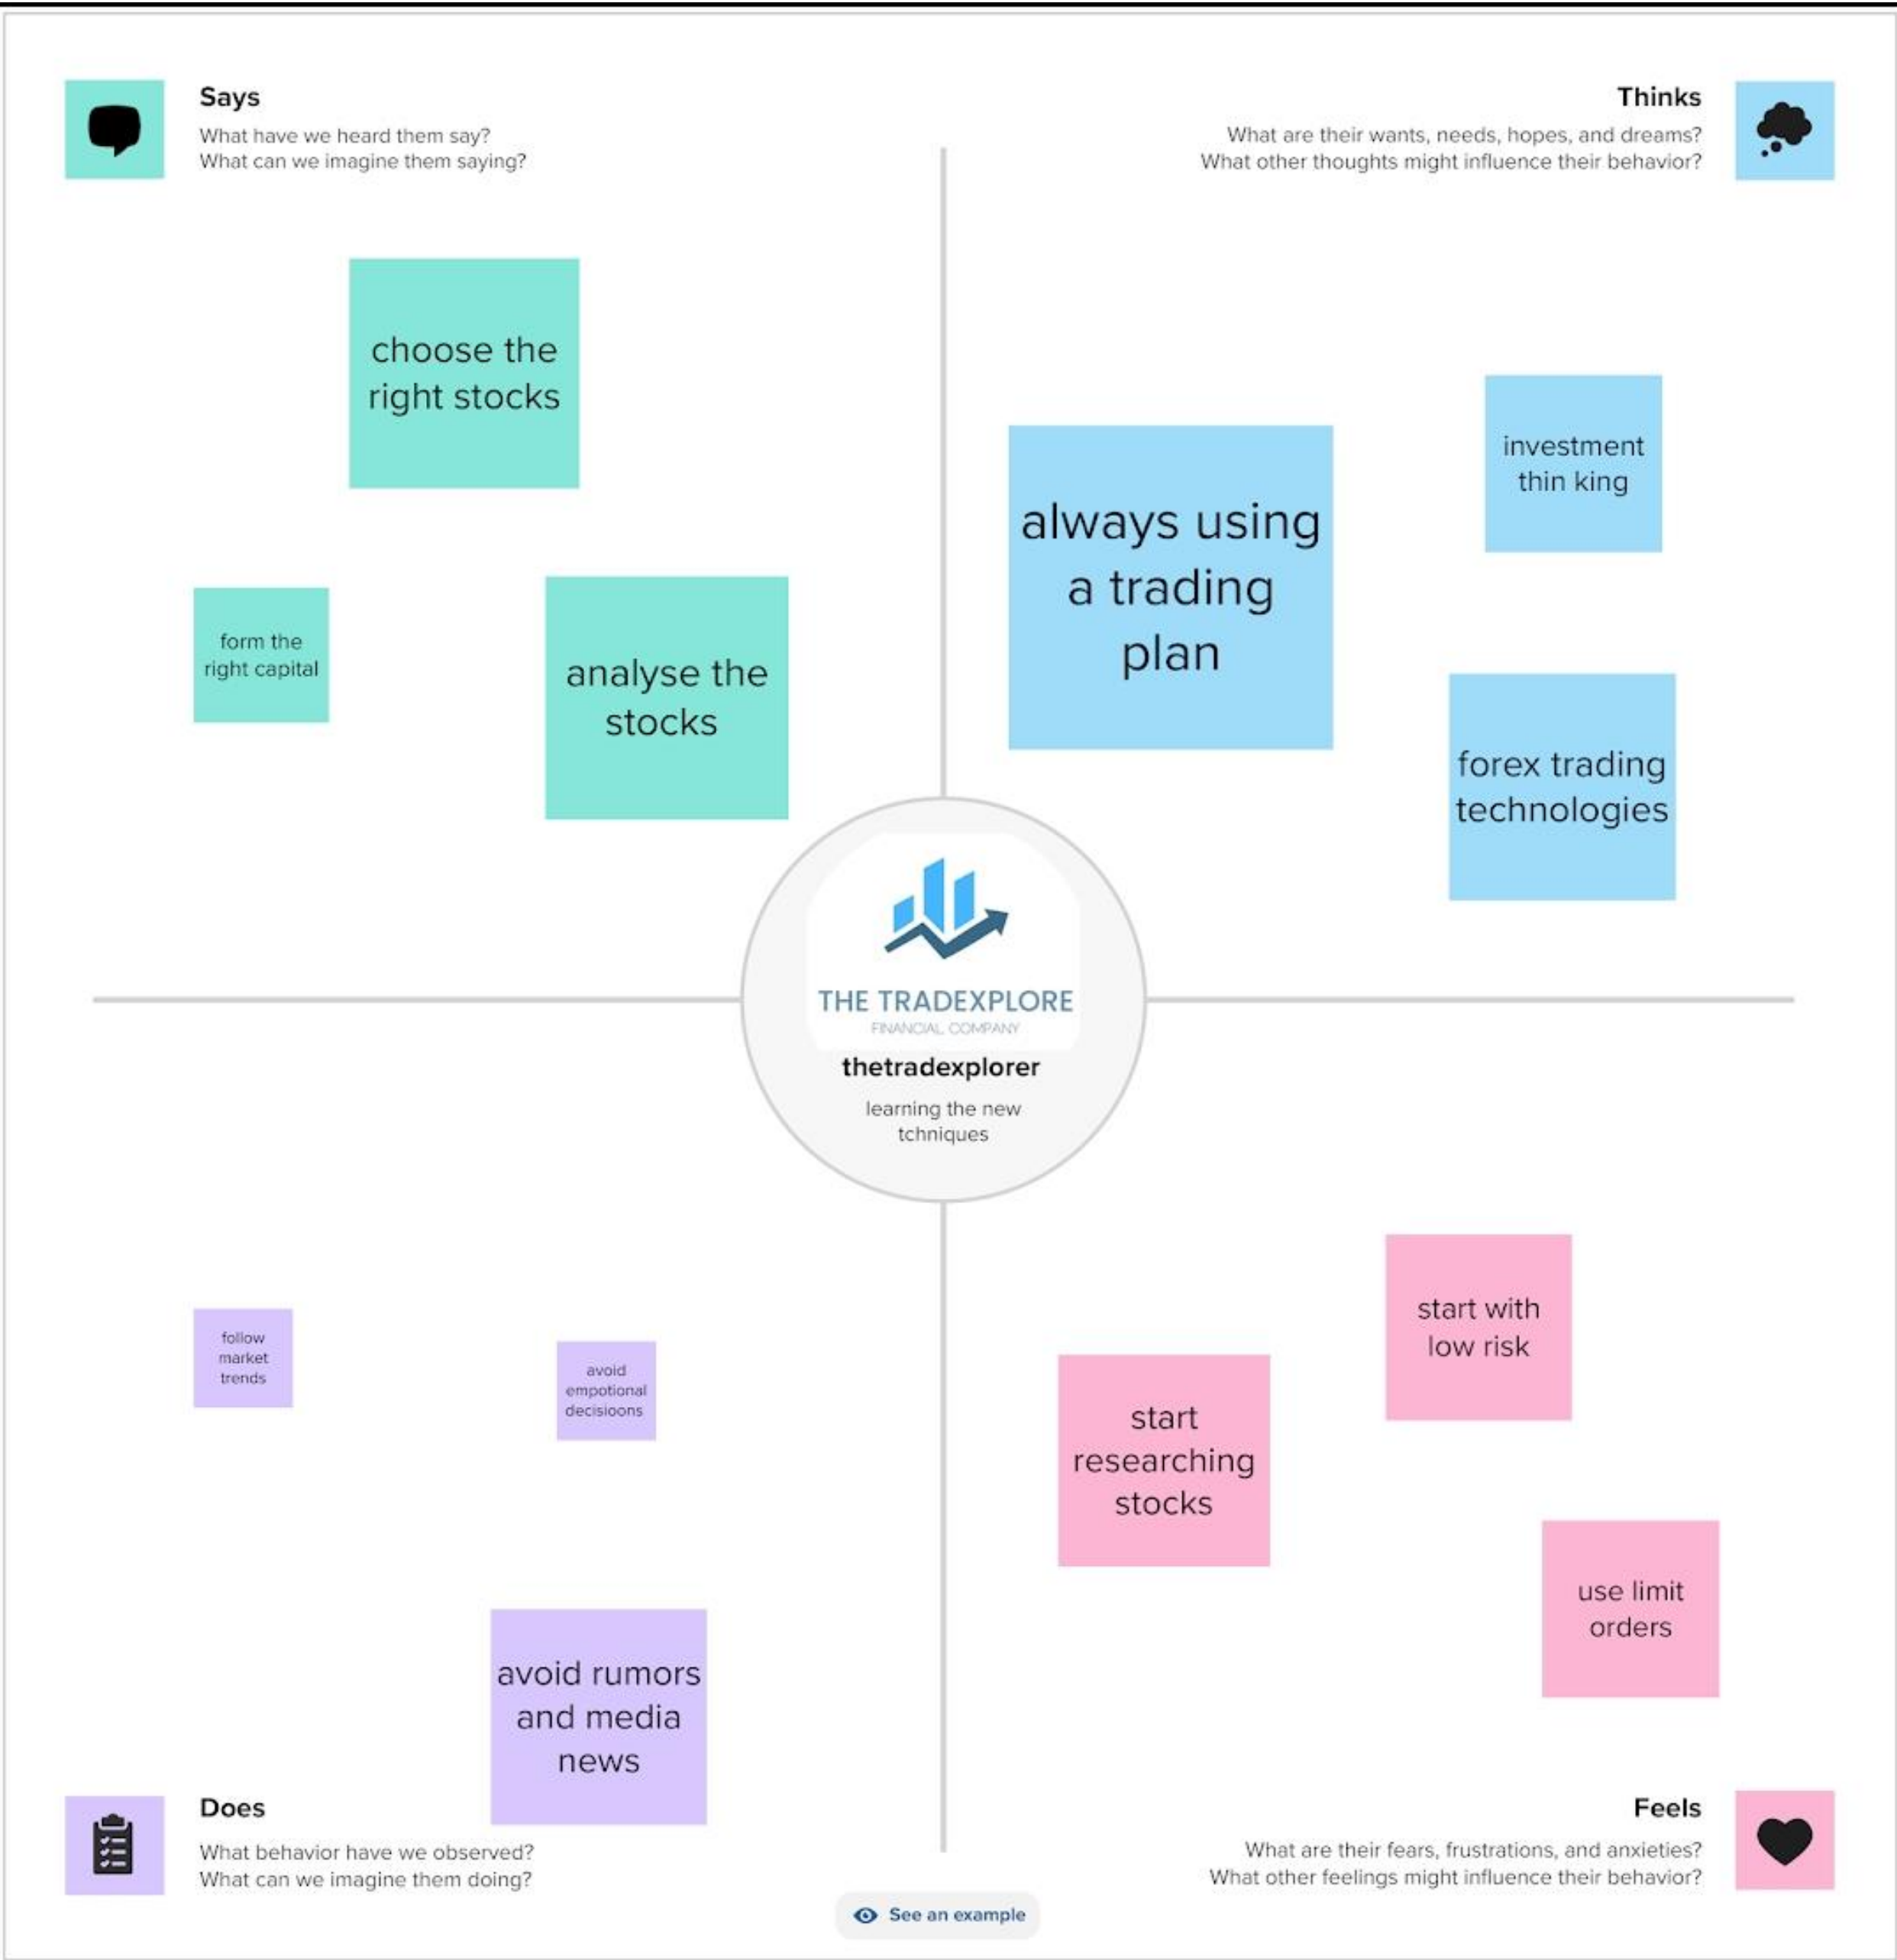 Says
What have we heard them say?
What can we imagine them saying?
Thinks
What are their wants, needs, hopes, and dreams?
What other thoughts might influence their behavior?
choose the
right stocks
form the
right capital
analyse the
stocks
always using
a trading
plan
investment
thin king
forex trading
technologies
THE TRADEXPLORE
FINANCIAL COMPANY
thetradexplorer
learning the new
tchniques
follow
market
trends
avoid
empotional
decisioons
avoid rumors
and media
news
start with
low risk
start
researching
stocks
use limit
orders
Does
What behavior have we observed?
What can we imagine them doing?
Feels
What are their fears, frustrations, and anxieties?
What other feelings might influence their behavior?
See an example